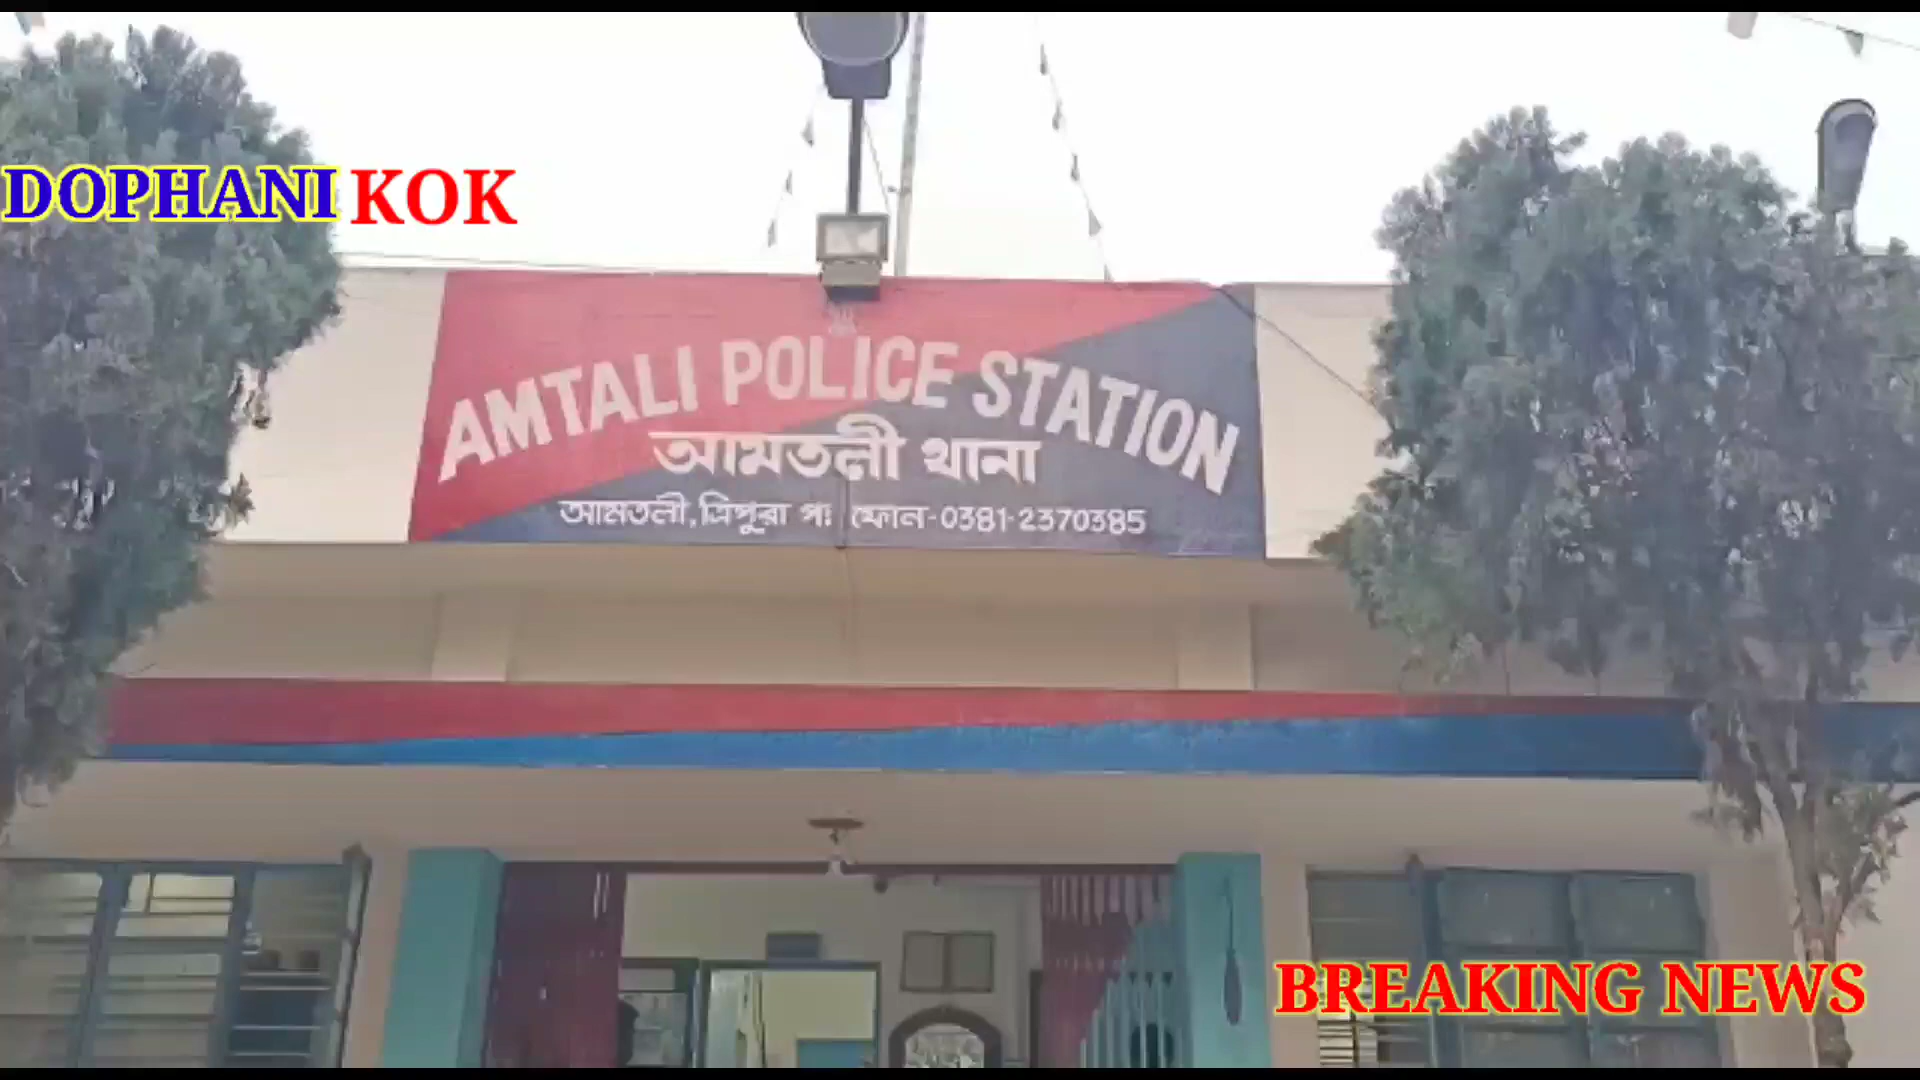 DOPHANI KOK
AMTALI POLICE STATION
আমতলী থানা
আমতলী, ত্রিপুরা পঃ ফোন-0381-2370385
BREAKING NEWS